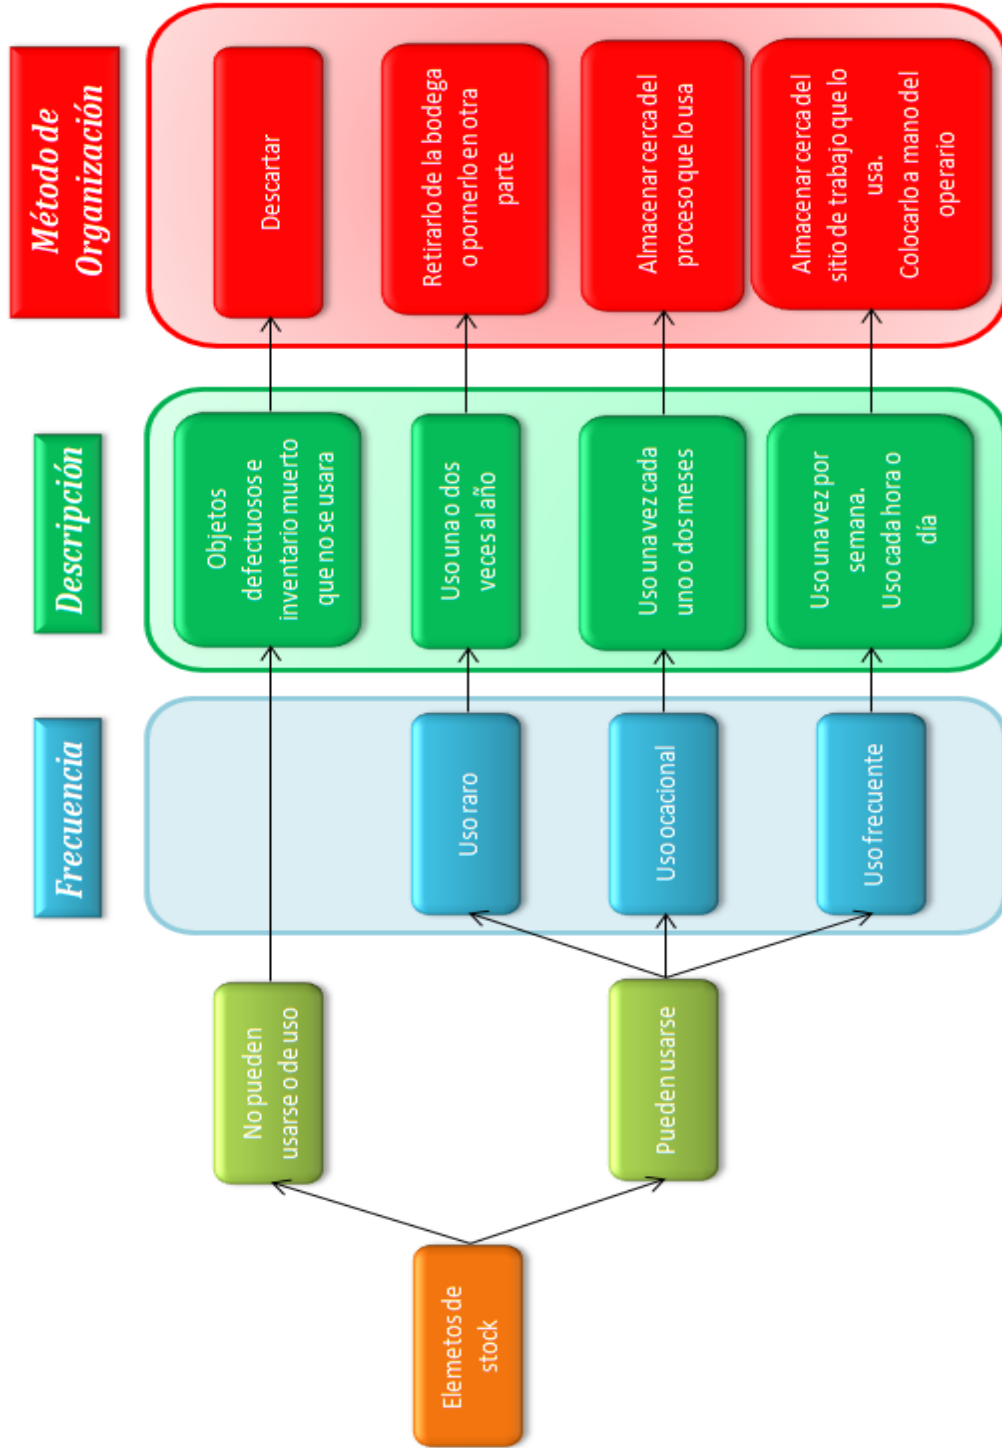 Frecuencia
Descripción
Método de
Organización
Elemetos de
stock
No pueden
usarse o de uso
Objetos
defectuosos e
inventario muerto
que no se usara
Descartar
Pueden usarse
Uso raro
Uso una o dos
veces al año
Retirarlo de la bodega
o pornerlo en otra
parte
Uso ocacional
Uso una vez cada
uno o dos meses
Almacenar cerca del
proceso que lo usa
Uso frecuente
Uso una vez por
semana.
Uso cada hora o
día
Almacenar cerca del
sitio de trabajo que lo
usa.
Colocarlo a mano del
operario